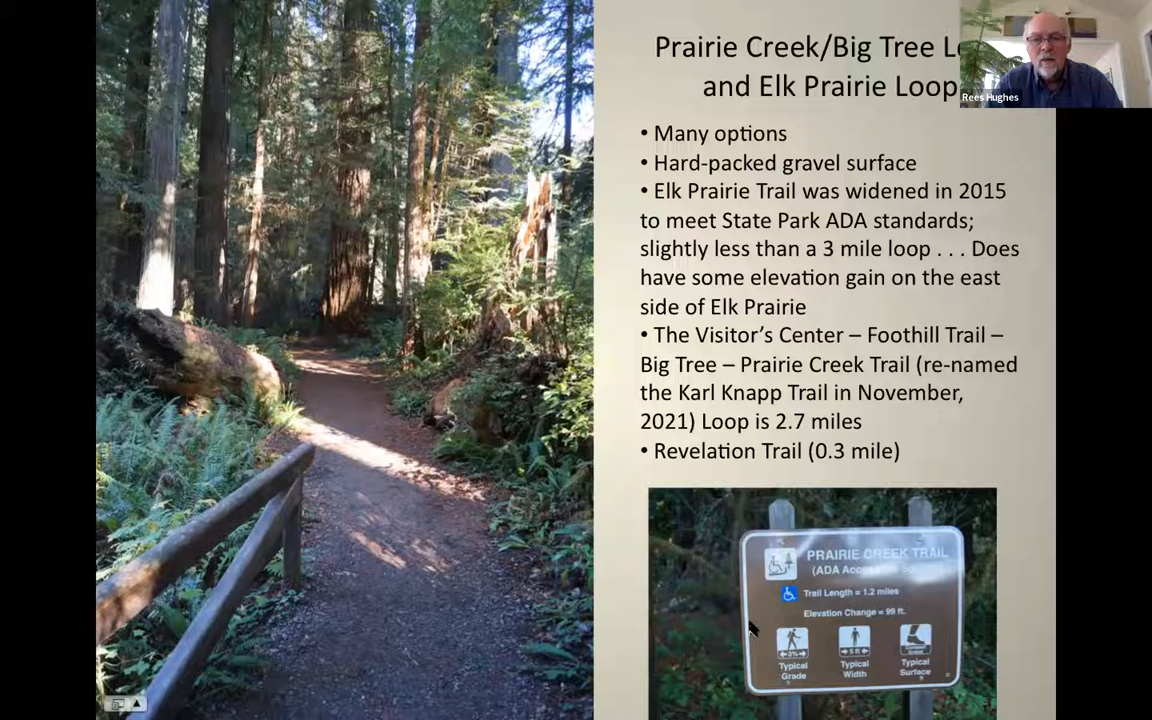 Prairie Creek/Big Tree
and Elk Prairie Loop
Rees Hughes
• Many options
• Hard-packed gravel surface
• Elk Prairie Trail was widened in 2015
to meet State Park ADA standards;
slightly less than a 3 mile loop . . . Does
have some elevation gain on the east
side of Elk Prairie
• The Visitor's Center – Foothill Trail –
Big Tree – Prairie Creek Trail (re-named
the Karl Knapp Trail in November,
2021) Loop is 2.7 miles
• Revelation Trail (0.3 mile)
PRAIRIE CREEK TRAIL
(ADA
Trail Length = 1.2 miles
Elevation Change = 99 ft.
Typical Grade
Typical Width
Typical Surface